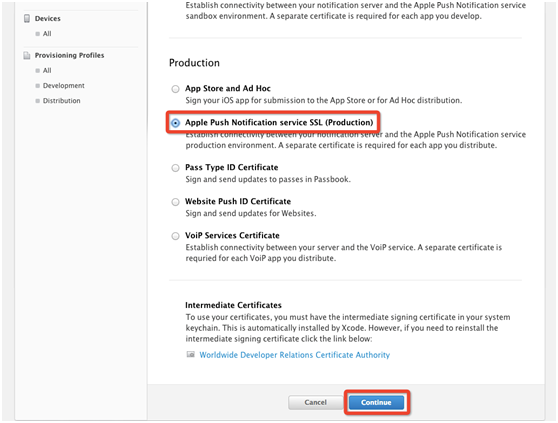 Devices
All
Provisioning Profiles
All
Development
Distribution
Establish connectivity between your notification server and the Apple Push Notification service
sandbox environment. A separate certificate is required for each app you develop.
Production
App Store and Ad Hoc
Sign your iOS app for submission to the App Store or for Ad Hoc distribution.
Apple Push Notification service SSL (Production)
Establish connectivity between your notification server and the Apple Push Notification service
production environment. A separate certificate is required for each app you distribute.
Pass Type ID Certificate
Sign and send updates to passes in Passbook.
Website Push ID Certificate
Sign and send updates for Websites.
VoiP Services Certificate
Establish connectivity between your server and the VoiP service. A separate certificate is
requried for each VoiP app you distribute.
Intermediate Certificates
To use your certificates, you must have the intermediate signing certificate in your system
keychain. This is automatically installed by Xcode. However, if you need to reinstall the
intermediate signing certificate click the link below:
Worldwide Developer Relations Certificate Authority
Cancel
Continue